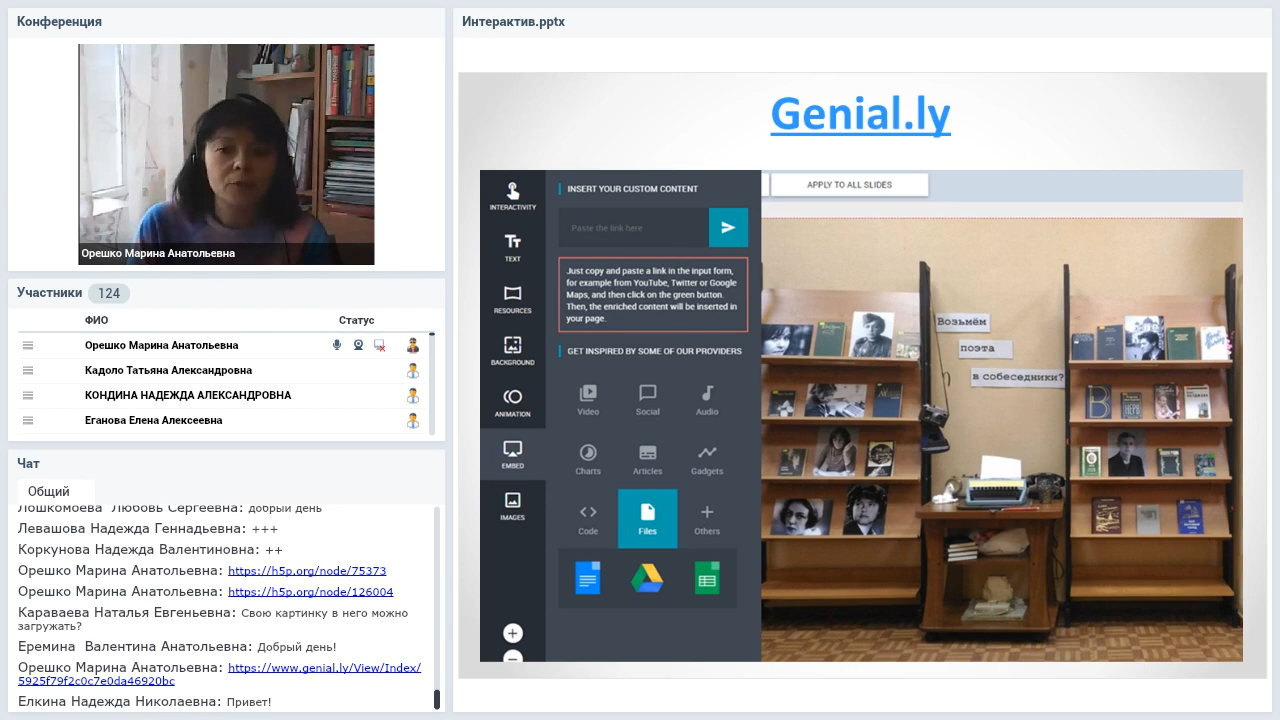 Конференция
Орешко Марина Анатольевна
Участники 124
ФИО Статус
Орешко Марина Анатольевна
Кадоло Татьяна Александровна
КОНДИНА НАДЕЖДА АЛЕКСАНДРОВНА
Еганова Елена Алексеевна
Чат
Общий
Лошкомоева Любовь Сергеевна: добрый день
Левашова Надежда Геннадьевна: +++
Коркунова Надежда Валентиновна: ++
Орешко Марина Анатольевна: https://h5p.org/node/75373
Орешко Марина Анатольевна: https://h5p.org/node/126004
Караваева Наталья Евгеньевна: Свою картинку в него можно
загружать?
Еремина Валентина Анатольевна: Добрый день!
Орешко Марина Анатольевна: https://www.genial.ly/View/Index/
5925f79f2c0c7e0da46920bc
Елкина Надежда Николаевна: Привет!
Интерактив.pptx
Genial.ly
INTERACTIVITY
TEXT
RESOURCES
BACKGROUND
ANIMATION
EMBED
IMAGES
INSERT YOUR CUSTOM CONTENT
Paste the link here
Just copy and paste a link in the input form,
for example from YouTube, Twitter or Google
Maps, and then click on the green button.
Then, the enriched content will be inserted in
your page.
GET INSPIRED BY SOME OF OUR PROVIDERS
Video Social Audio
Charts Articles Gadgets
Code Files Others
APPLY TO ALL SLIDES
Возьмём
поэта
в собеседники?